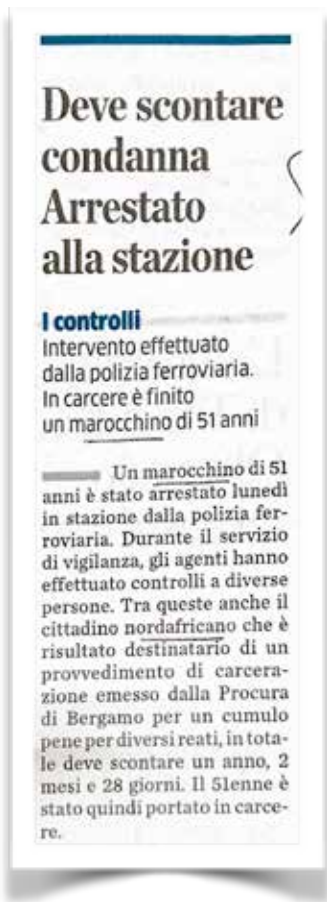 Deve scontare
condanna
Arrestato
alla stazione
I controlli
Intervento effettuato
dalla polizia ferroviaria.
In carcere è finito
un marocchino di 51 anni
Un marocchino di 51
anni è stato arrestato lunedì
in stazione dalla polizia fer-
roviaria. Durante il servizio
di vigilanza, gli agenti hanno
effettuato controlli a diverse
persone. Tra queste anche il
cittadino nordafricano che è
risultato destinatario di un
provvedimento di carcera-
zione emesso dalla Procura
di Bergamo per un cumulo
pene per diversi reati, in tota-
le deve scontare un anno, 2
mesi e 28 giorni. Il 51enne è
stato quindi portato in carce-
re.